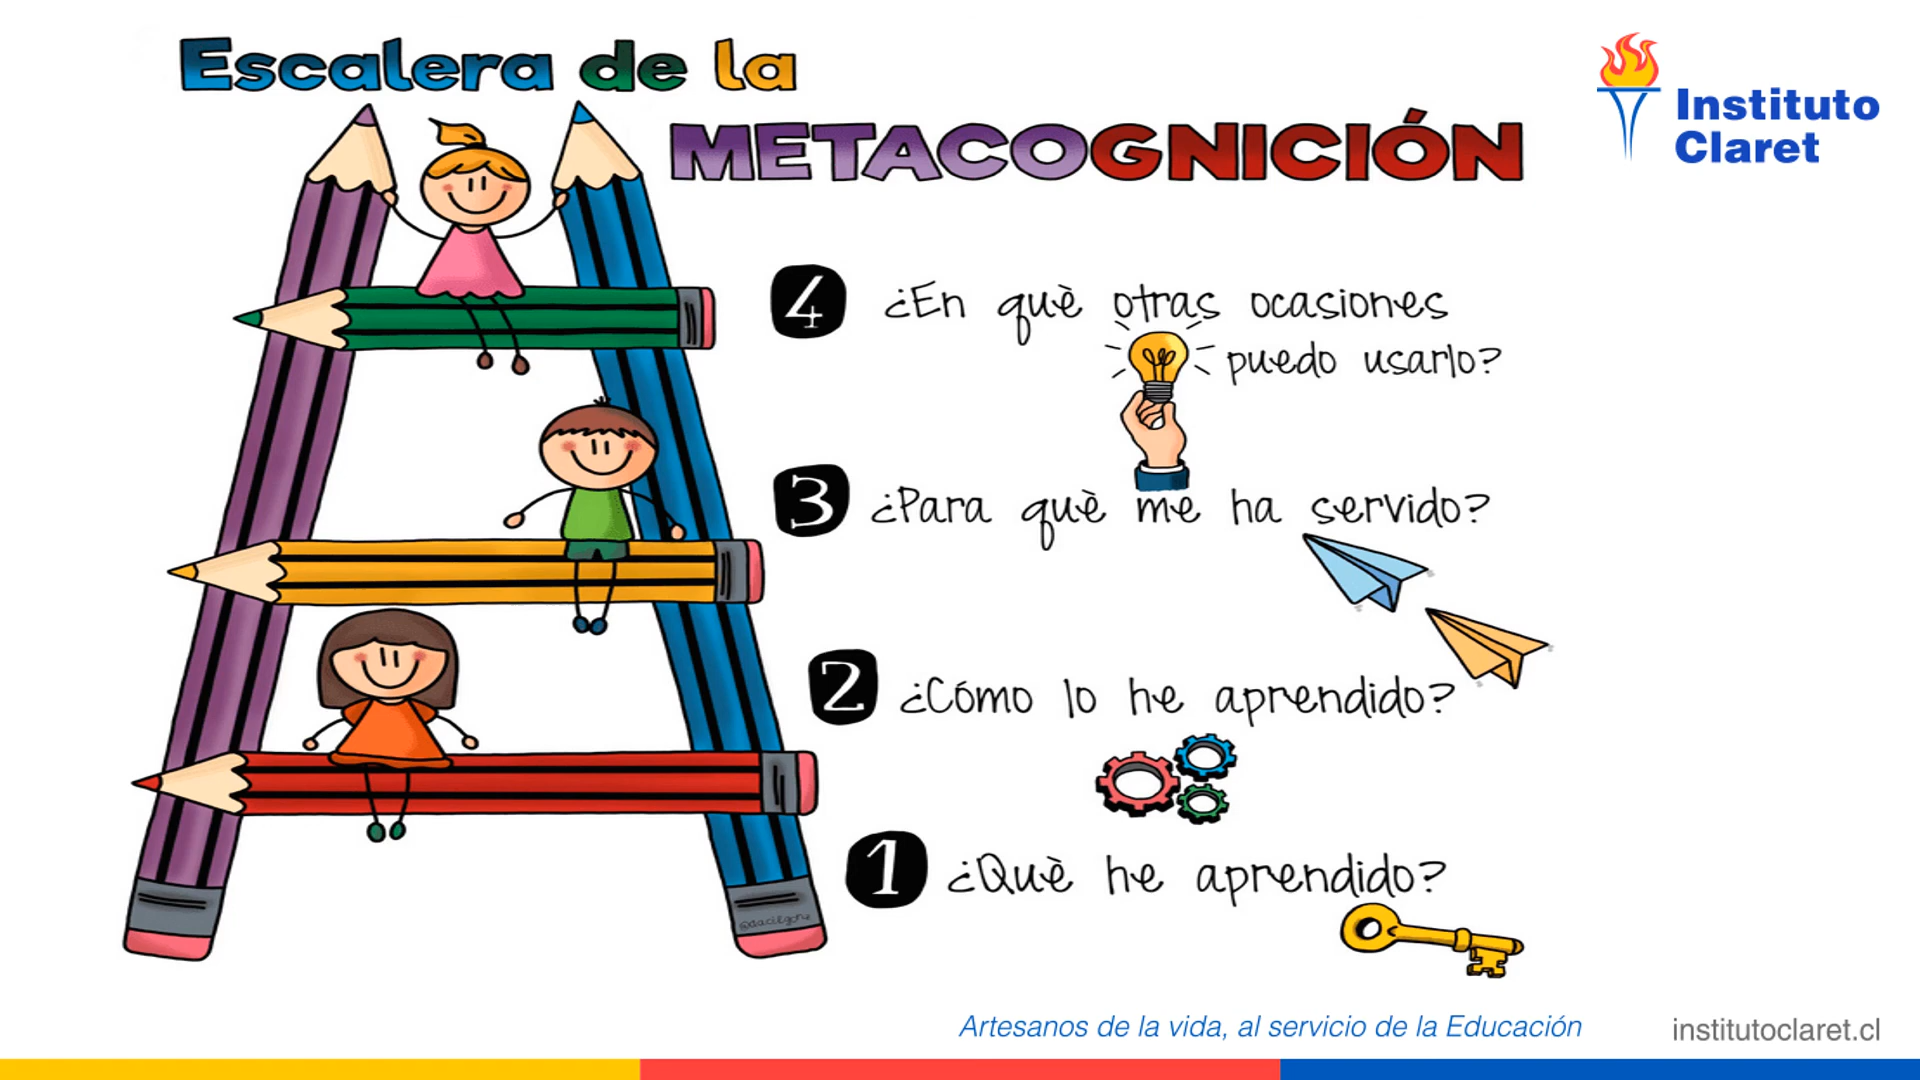 Escalera de la
METACOGNICIÓN
Instituto
Claret
4 ¿En què otras ocasiones
puedo usarlo?
3 ¿Para què me ha servido?
2 ¿Cómo lo he aprendido?
1 ¿Què he aprendido?
Artesanos de la vida, al servicio de la Educación
institutoclaret.cl